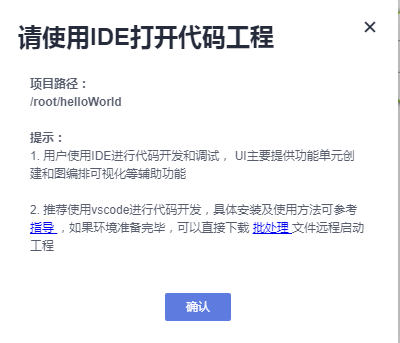 请使用IDE打开代码工程
项目路径：
/root/helloWorld
提示：
1. 用户使用IDE进行代码开发和调试， UI主要提供功能单元创
建和图编排可视化等辅助功能
2. 推荐使用vscode进行代码开发，具体安装及使用方法可参考
指导 ，如果环境准备完毕，可以直接下载 批处理 文件远程启动
工程
确认